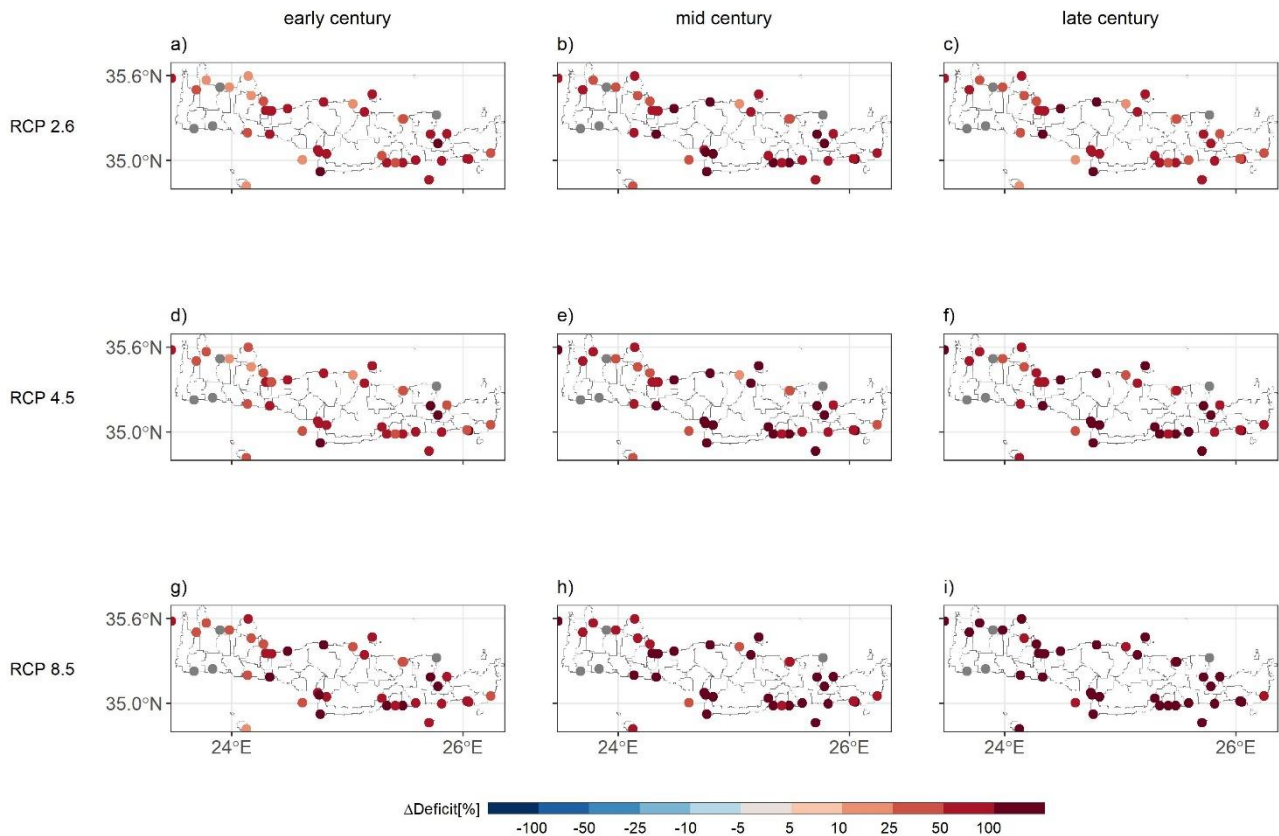 early century mid century late century
a) b) c)
35.6°N
RCP 2.6
35.0°N
d) e) f)
35.6°N
RCP 4.5
35.0°N
g) h) i)
35.6°N
RCP 8.5
35.0°N
24°E 26°E 24°E 26°E 24°E 26°E
ΔDeficit[%]
-100 -50 -25 -10 -5 5 10 25 50 100